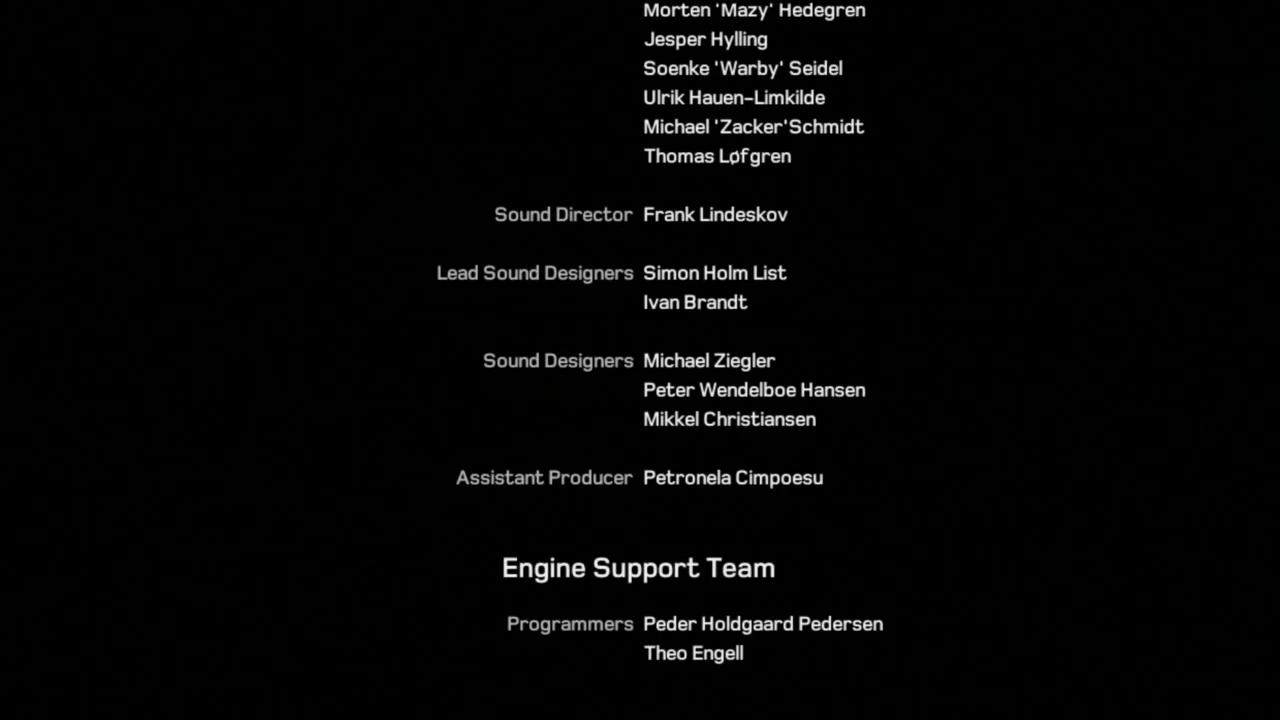 Morten 'Mazy' Hedegren
Jesper Hylling
Soenke 'Warby' Seidel
Ulrik Hauen-Limkilde
Michael 'Zacker'Schmidt
Thomas Løfgren
Sound Director Frank Lindeskov
Lead Sound Designers Simon Holm List
Ivan Brandt
Sound Designers Michael Ziegler
Peter Wendelboe Hansen
Mikkel Christiansen
Assistant Producer Petronela Cimpoesu
Engine Support Team
Programmers Peder Holdgaard Pedersen
Theo Engell